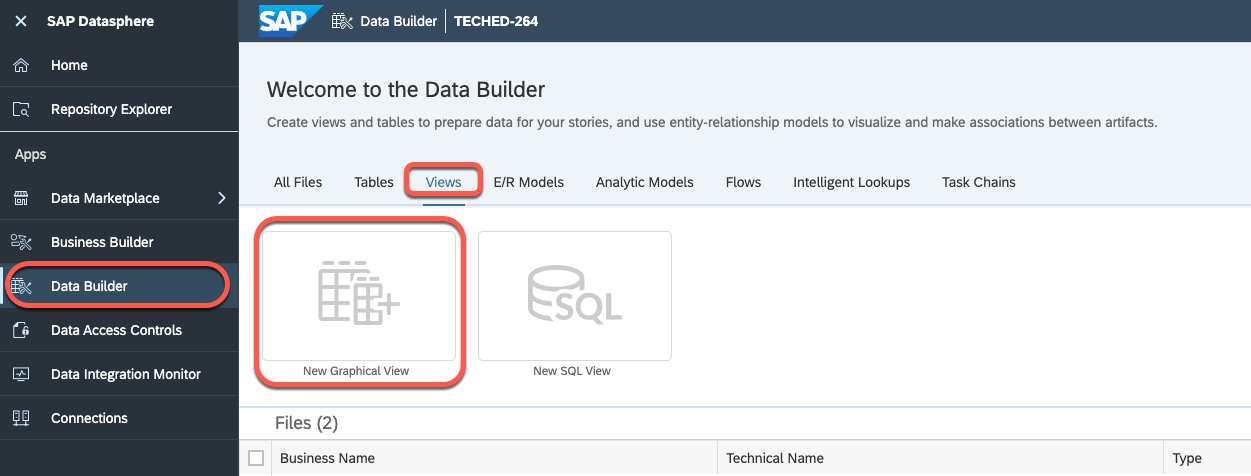 SAP Datasphere
Home
Repository Explorer
Apps
Data Marketplace
Business Builder
Data Builder
Data Access Controls
Data Integration Monitor
Connections
SAP Data Builder TECHED-264
Welcome to the Data Builder
Create views and tables to prepare data for your stories, and use entity-relationship models to visualize and make associations between artifacts.
All Files Tables Views E/R Models Analytic Models Flows Intelligent Lookups Task Chains
SQL
New Graphical View New SQL View
Files (2)
Business Name Technical Name Type